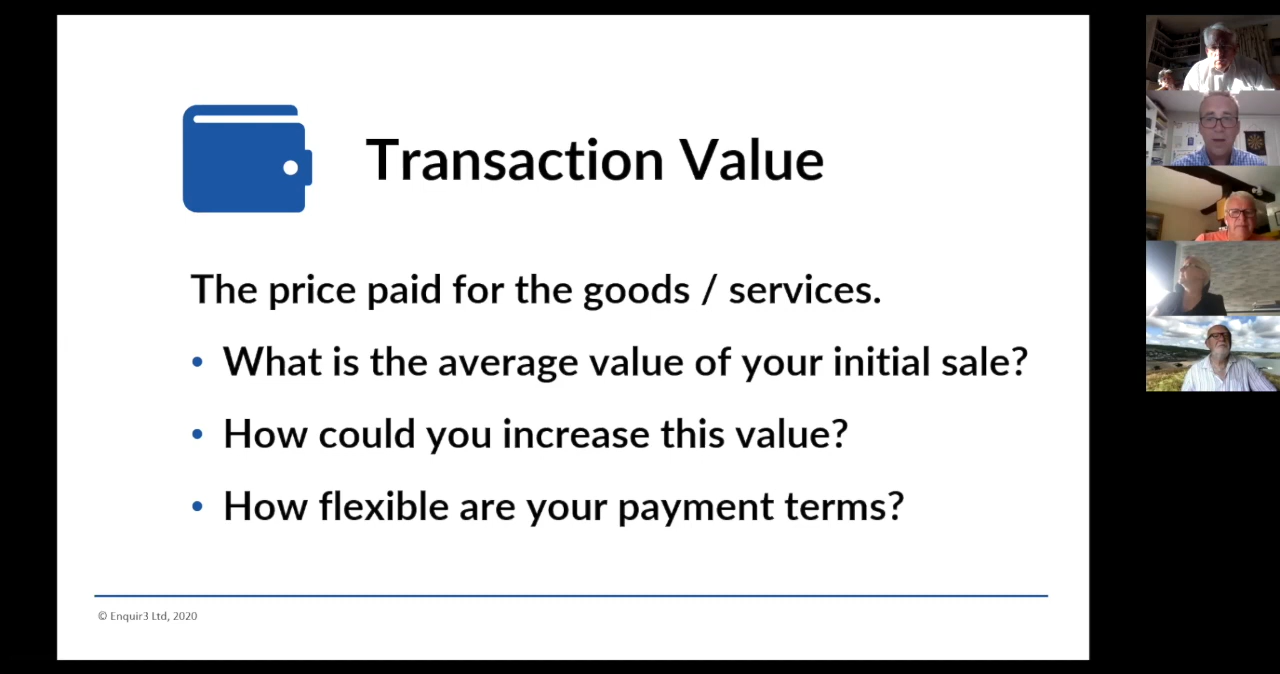 Transaction Value
The price paid for the goods / services.
• What is the average value of your initial sale?
• How could you increase this value?
• How flexible are your payment terms?
© Enquir3 Ltd, 2020